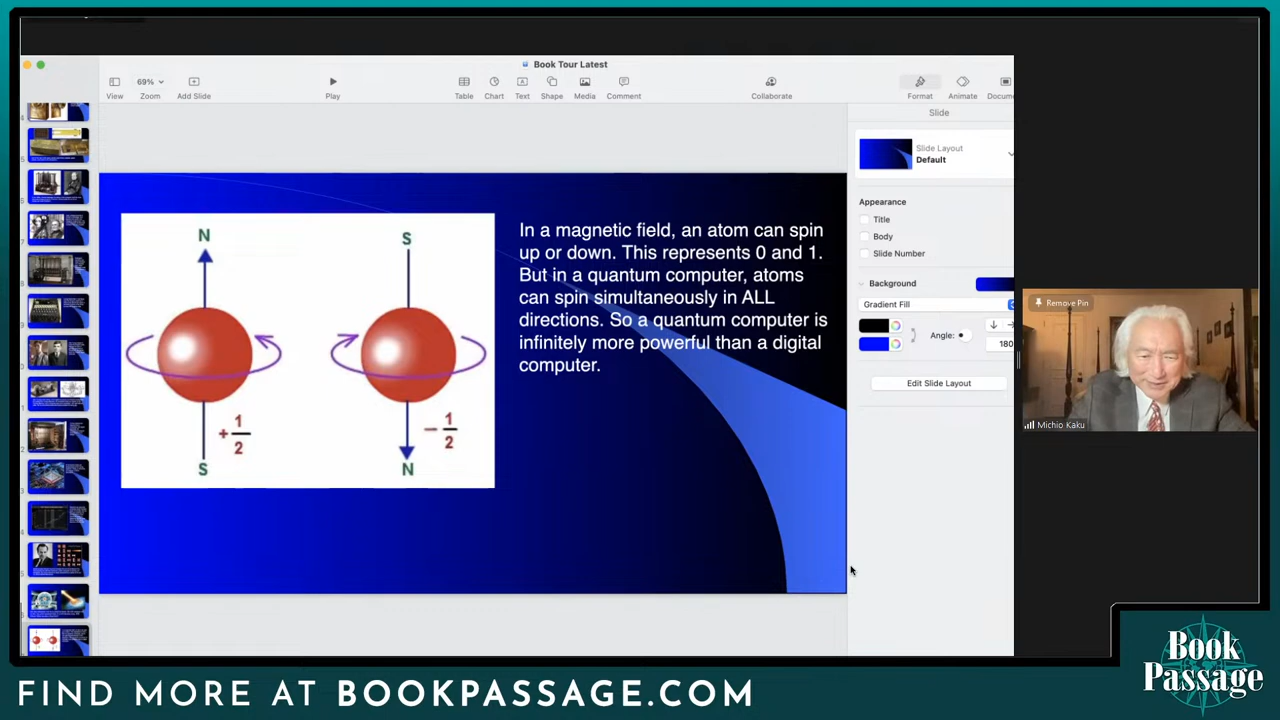 Book Tour Latest
69%
View
Zoom
Add Slide
Play
Table
Chart
Text
Shape
Media
Comment
Collaborate
Format
Animate
Docume
Slide
Slide Layout
Default
Appearance
Title
Body
Slide Number
Background
Gradient Fill
Angle:
180
Edit Slide Layout
N
S
+ 1
2
S
S
N
− 1
2
In a magnetic field, an atom can spin
up or down. This represents 0 and 1.
But in a quantum computer, atoms
can spin simultaneously in ALL
directions. So a quantum computer is
infinitely more powerful than a digital
computer.
Remove Pin
Michio Kaku
Book
Passage
FIND MORE AT BOOKPASSAGE.COM